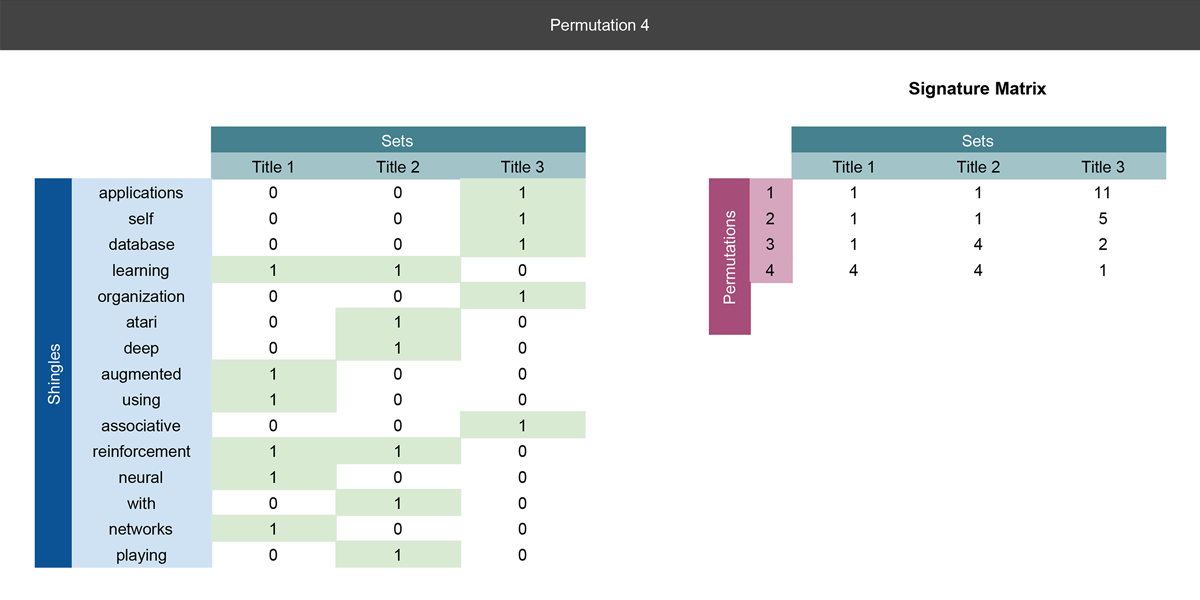 Permutation 4
Signature Matrix
Sets
Title 1 Title 2 Title 3
Shingles
applications 0 0 1
self 0 0 1
database 0 0 1
learning 1 1 0
organization 0 0 1
atari 0 1 0
deep 0 1 0
augmented 1 0 0
using 1 0 0
associative 0 0 1
reinforcement 1 1 0
neural 1 0 0
with 0 1 0
networks 1 0 0
playing 0 1 0
Sets
Title 1 Title 2 Title 3
Permutations
1 1 1 11
2 1 1 5
3 1 4 2
4 4 4 1